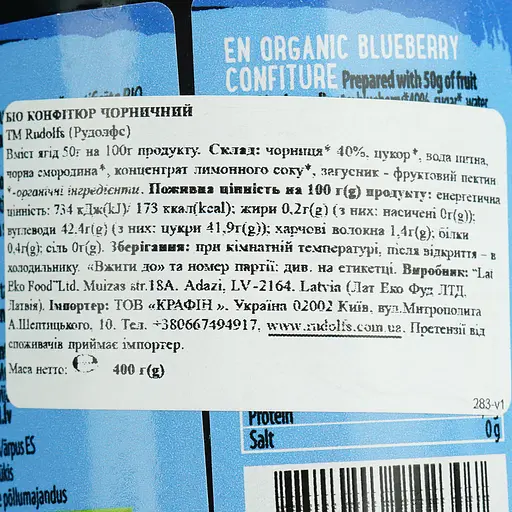 EN ORGANIC BLUEBERRY
CONFITURE Prepared with 50g of fruit
БІО КОНФІТЮР ЧОРНИЧНИЙ
ТМ Rudolfs (Рудолфс)
Вміст ягід 50г на 100г продукту. Склад: чорниця* 40%, цукор*, вода питна,
чорна смородина*, концентрат лимонного соку*, загусник - фруктовий пектин
*-органічні інгредієнти. Поживна цінність на 100 г(g) продукту: енергетична
цінність: 734 кДж(kJ)/ 173 ккал(kcal); жири 0,2г(g) (з них: насичені 0г(g));
вуглеводи 42.4г(g) (з них: цукри 41,9г(g)); харчові волокна 1,4г(g); білки
0,4г(g); сіль 0г(g). Зберігання: при кімнатній температурі, після відкриття – в
холодильнику. «Вжити до» та номер партії: див. на етикетці. Виробник: "Lat
Eko Food"Ltd. Muizas str.18A. Adazi, LV-2164. Latvia (Лат Еко Фуд ЛТД.
Латвія). Імпортер: ТОВ «КРАФІН ». Україна 02002 Київ, вул.Митрополита
А.Шептицького, 10. Тел. +380667494917, www.rudolfs.com.ua. Претензії від
споживачів приймає імпортер.
Маса нетто: 400 г(g)
283-v1
Protein
Salt 0g
Vārpus ES
põllumajandus